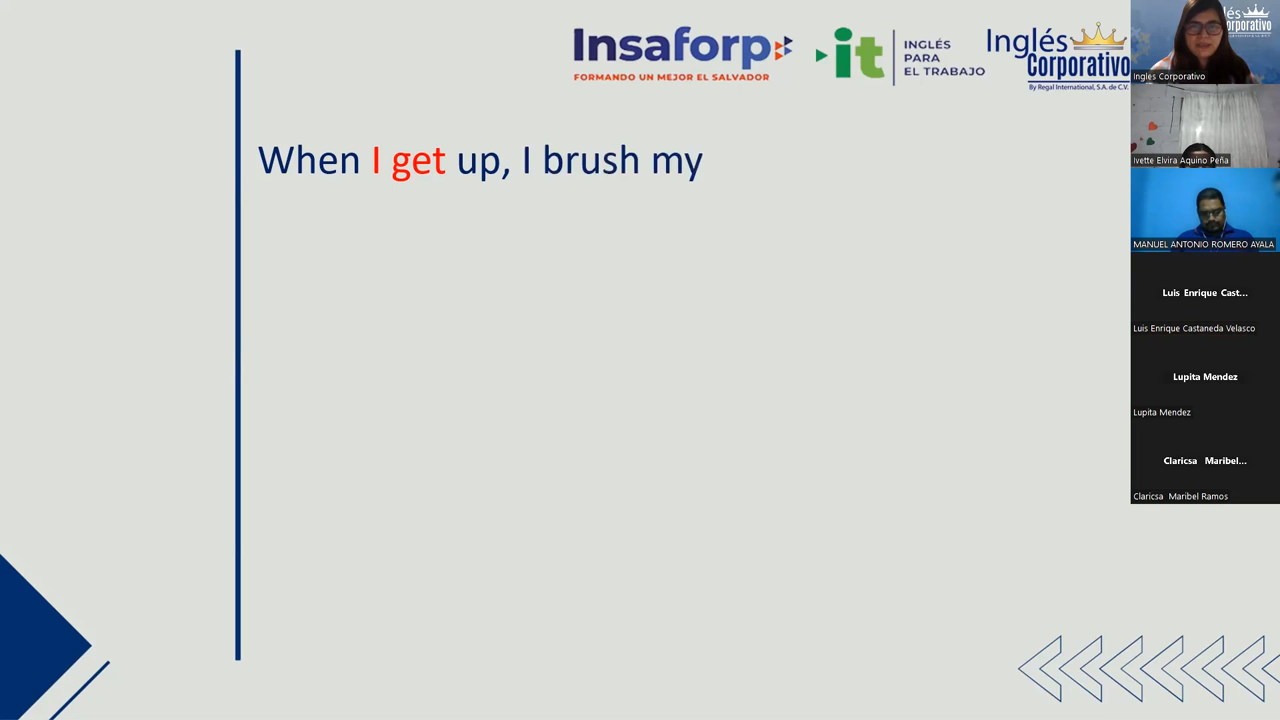 Insaforp
FORMANDO UN MEJOR EL SALVADOR
it
INGLÉS
PARA
EL TRABAJO
Inglés
Corporativo
By Regal International, S.A. de C.V.
When I get up, I brush my
lés
orporativo
Ingles Corporativo
Ivette Elvira Aquino Peña
MANUEL ANTONIO ROMERO AYALA
Luis Enrique Cast...
Luis Enrique Castaneda Velasco
Lupita Mendez
Lupita Mendez
Claricsa Maribel...
Claricsa Maribel Ramos